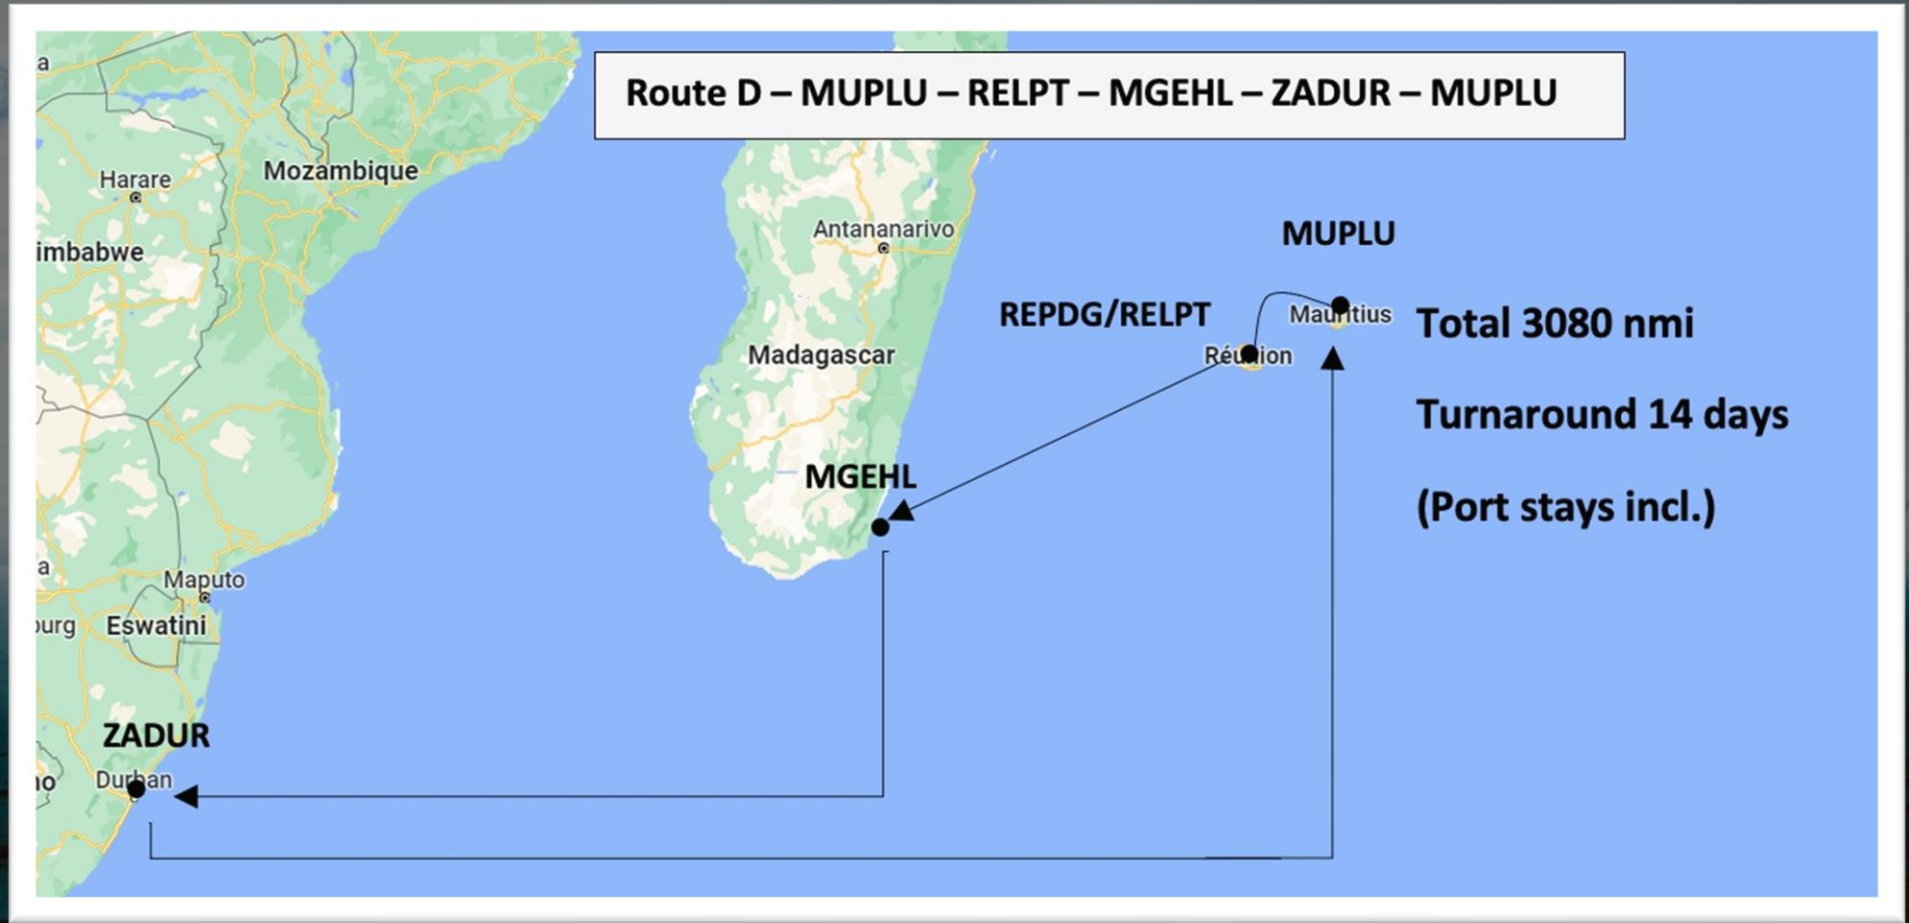 Route D – MUPLU – RELPT – MGEHL – ZADUR – MUPLU
a
Harare
Mozambique
imbabwe
Antananarivo
MUPLU
REPDG/RELPT
Mauritius
Total 3080 nmi
Réunion
Madagascar
Turnaround 14 days
MGEHL
(Port stays incl.)
a
Maputo
ourg
Eswatini
ZADUR
Durban
ho